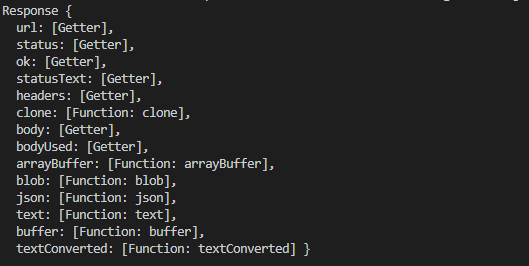 Response {
  url: [Getter],
  status: [Getter],
  ok: [Getter],
  statusText: [Getter],
  headers: [Getter],
  clone: [Function: clone],
  body: [Getter],
  bodyUsed: [Getter],
  arrayBuffer: [Function: arrayBuffer],
  blob: [Function: blob],
  json: [Function: json],
  text: [Function: text],
  buffer: [Function: buffer],
  textConverted: [Function: textConverted] }